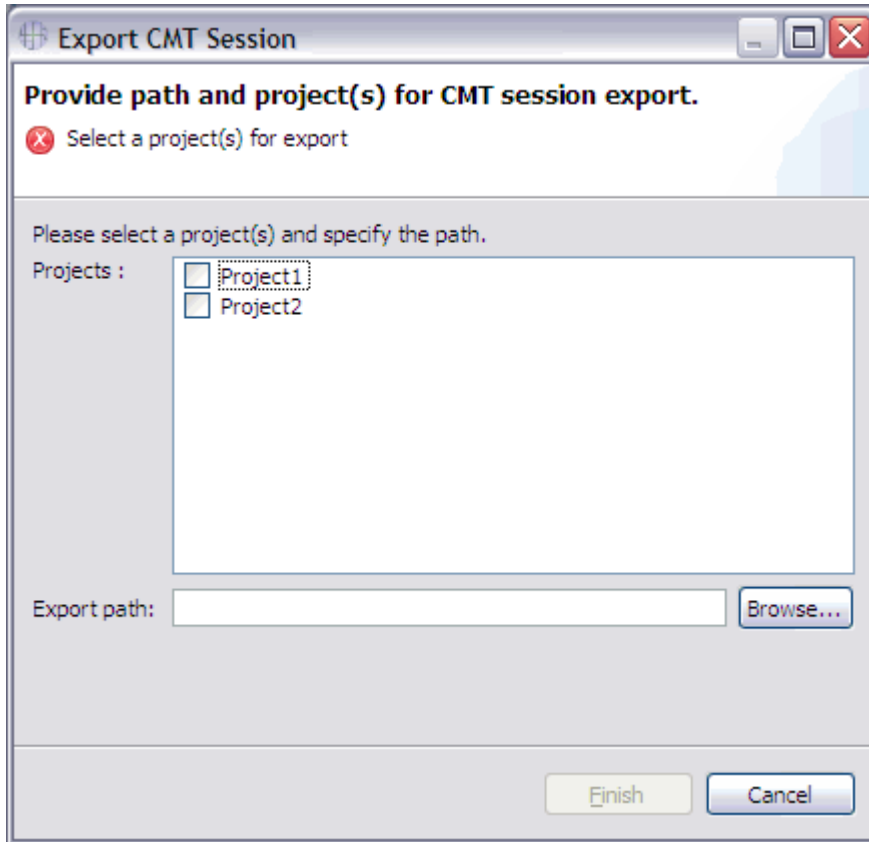 Export CMT Session
Provide path and project(s) for CMT session export.
Select a project(s) for export
Please select a project(s) and specify the path.
Projects :
Project1
Project2
Export path:
Browse...
Finish
Cancel